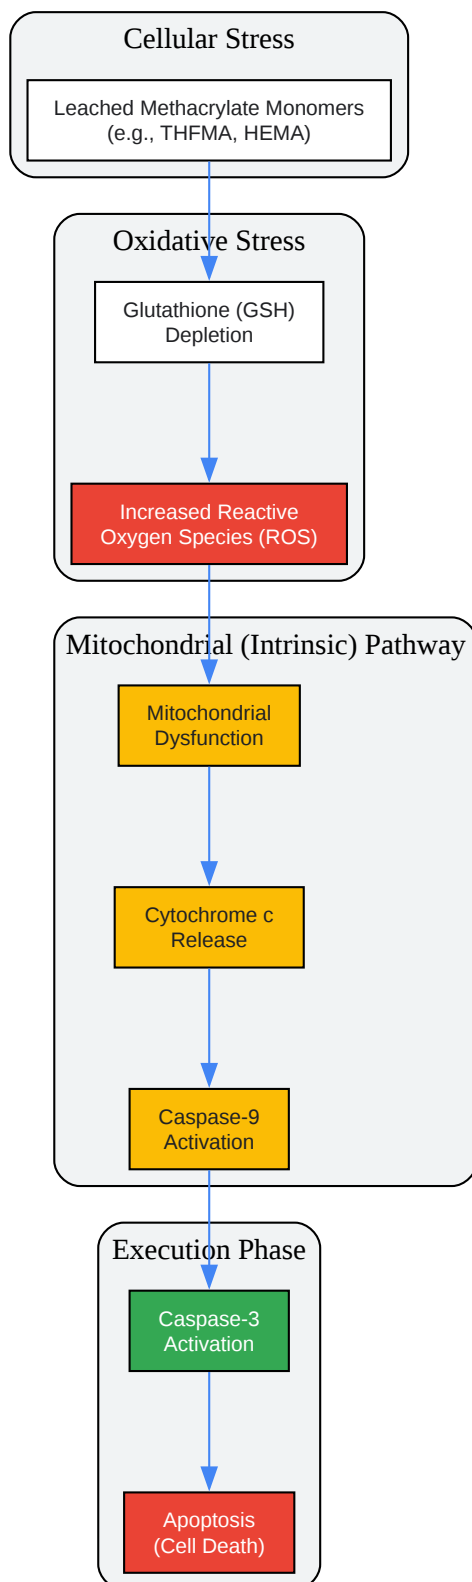 Cellular Stress
Leached Methacrylate Monomers
(e.g., THFMA, HEMA)
Oxidative Stress
Glutathione (GSH)
Depletion
Increased Reactive
Oxygen Species (ROS)
Mitochondrial (Intrinsic) Pathway
Mitochondrial
Dysfunction
Cytochrome c
Release
Caspase-9
Activation
Execution Phase
Caspase-3
Activation
Apoptosis
(Cell Death)